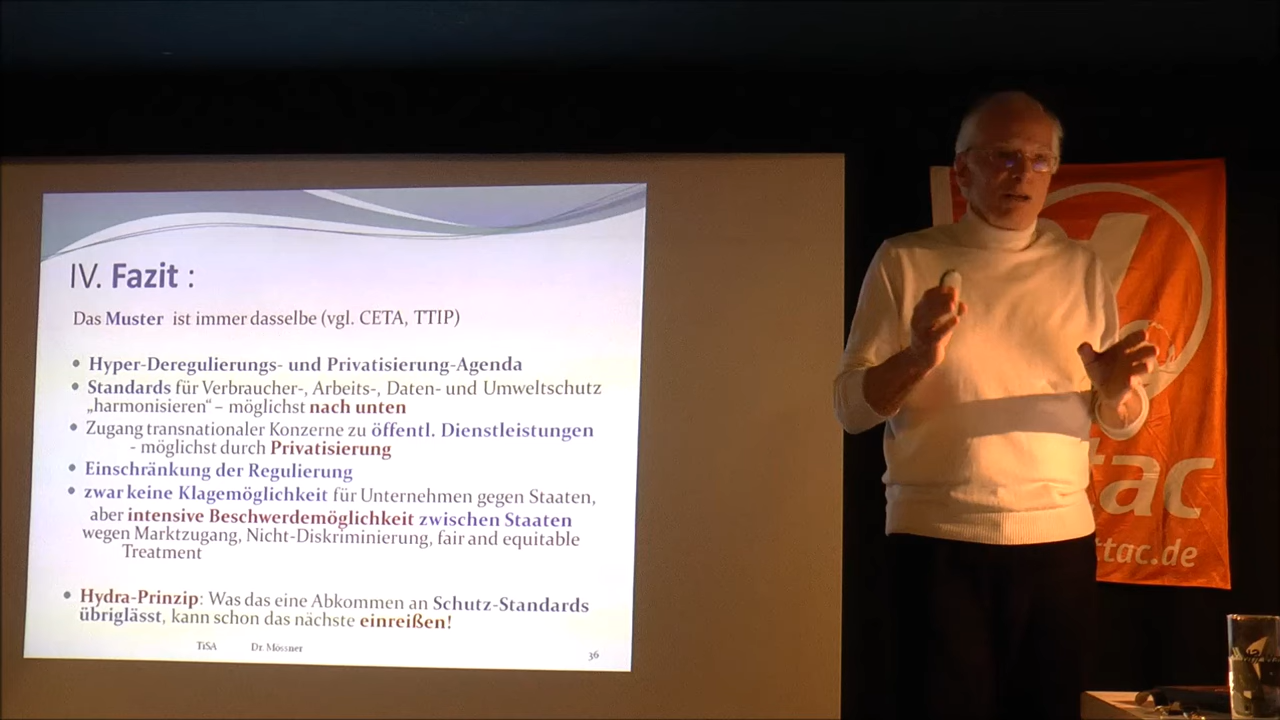 IV. Fazit :
Das Muster ist immer dasselbe (vgl. CETA, TTIP)
• Hyper-Deregulierungs- und Privatisierung-Agenda
• Standards für Verbraucher-, Arbeits-, Daten- und Umweltschutz
„harmonisieren“ – möglichst nach unten
• Zugang transnationaler Konzerne zu öffentl. Dienstleistungen
- möglichst durch Privatisierung
• Einschränkung der Regulierung
• zwar keine Klagemöglichkeit für Unternehmen gegen Staaten,
aber intensive Beschwerdemöglichkeit zwischen Staaten
wegen Marktzugang, Nicht-Diskriminierung, fair and equitable
Treatment
• Hydra-Prinzip: Was das eine Abkommen an Schutz-Standards
übriglässt, kann schon das nächste einreißen!
TiSA Dr. Mössner 36
ttac
ttac.de